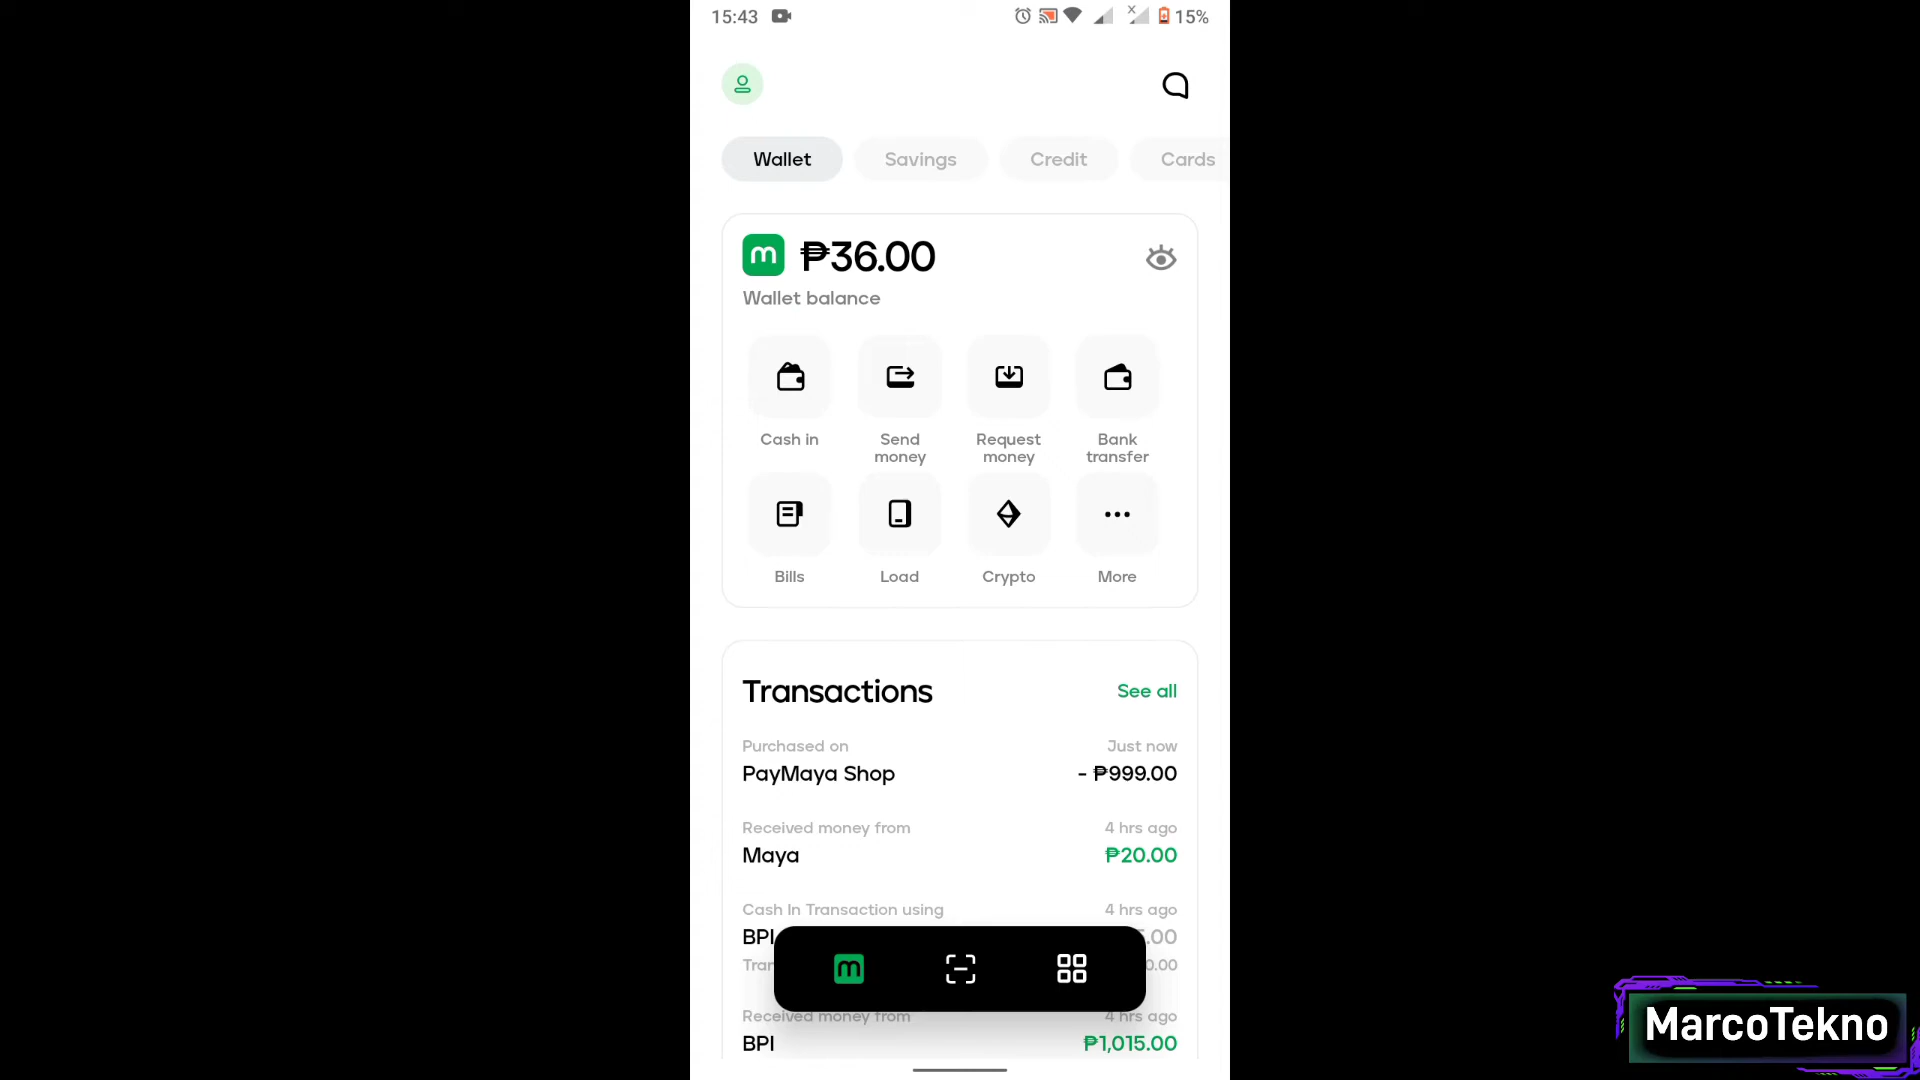 15:43
15%
Wallet
Savings
Credit
Cards
m ₱36.00
Wallet balance
Cash in
Send money
Request money
Bank transfer
Bills
Load
Crypto
More
Transactions
See all
Purchased on
Just now
PayMaya Shop
- ₱999.00
Received money from
4 hrs ago
Maya
₱20.00
Cash In Transaction using
4 hrs ago
BPI
.00
0.00
m
Received money from
4 hrs ago
BPI
₱1,015.00
MarcoTekno